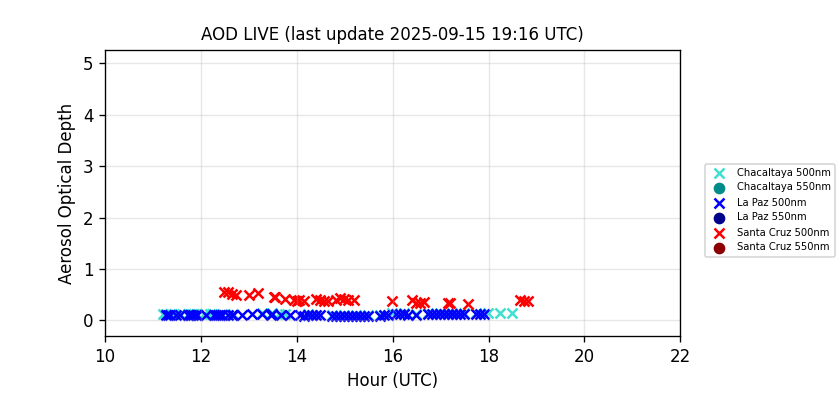 AOD LIVE (last update 2025-09-15 19:16 UTC)
Aerosol Optical Depth
5
4
3
2
1
0
10 12 14 16 18 20 22
Hour (UTC)
Chacaltaya 500nm
Chacaltaya 550nm
La Paz 500nm
La Paz 550nm
Santa Cruz 500nm
Santa Cruz 550nm